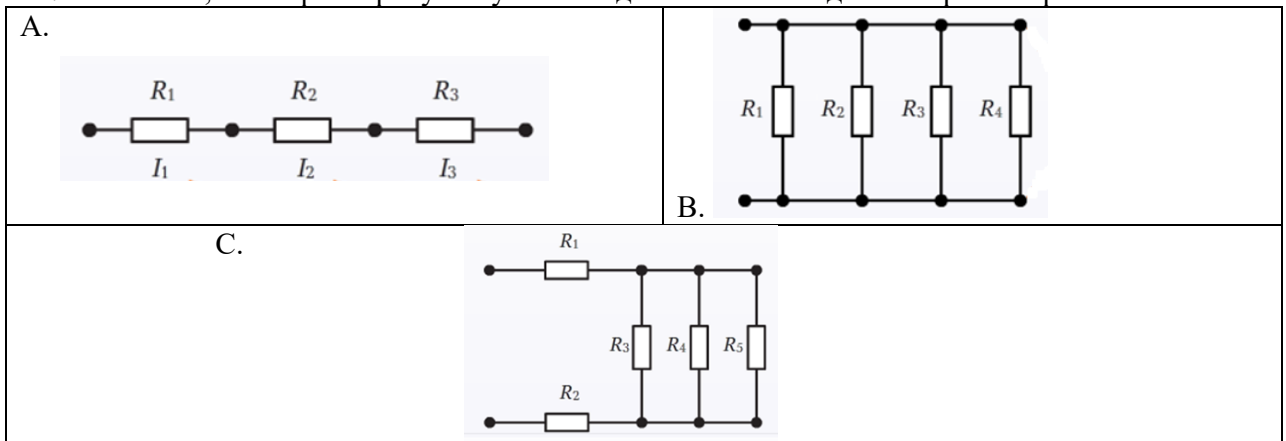 A.
R1 R2 R3
I1 I2 I3
B.
R1 R2 R3 R4
C.
R1
R3 R4 R5
R2